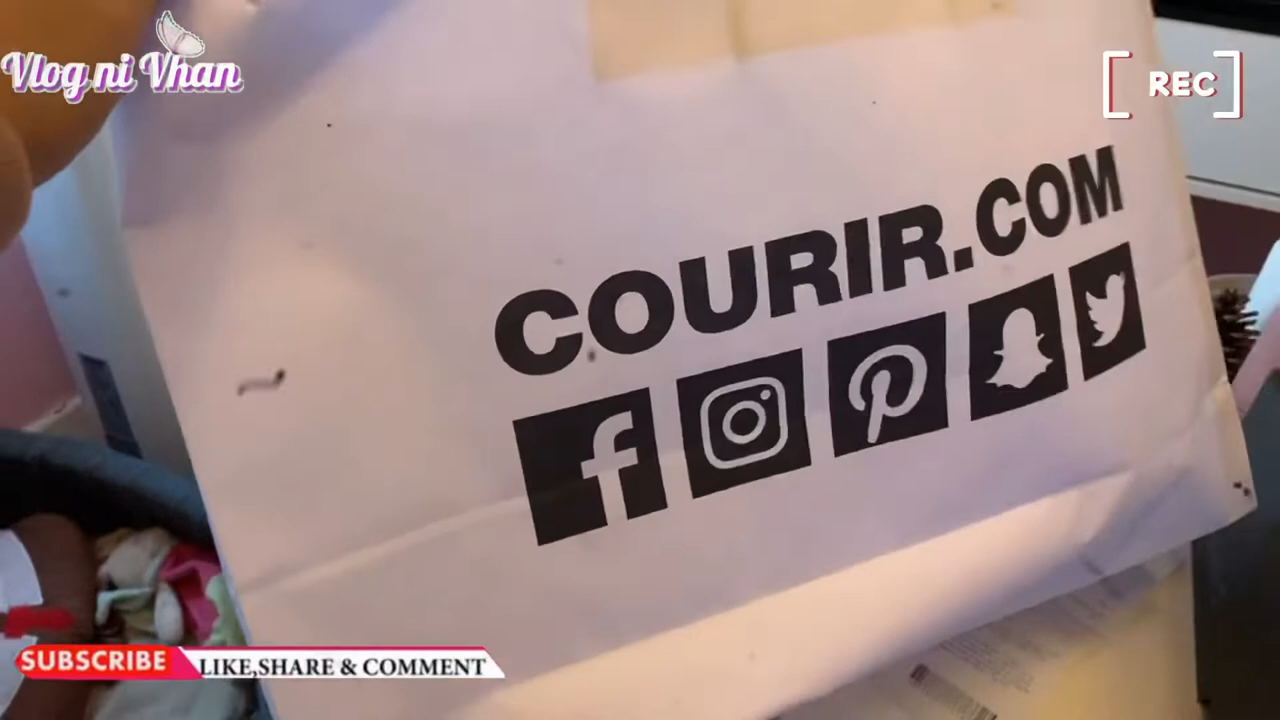 Vlog ni Vhan
REC
COURIR.COM
SUBSCRIBE
LIKE,SHARE & COMMENT